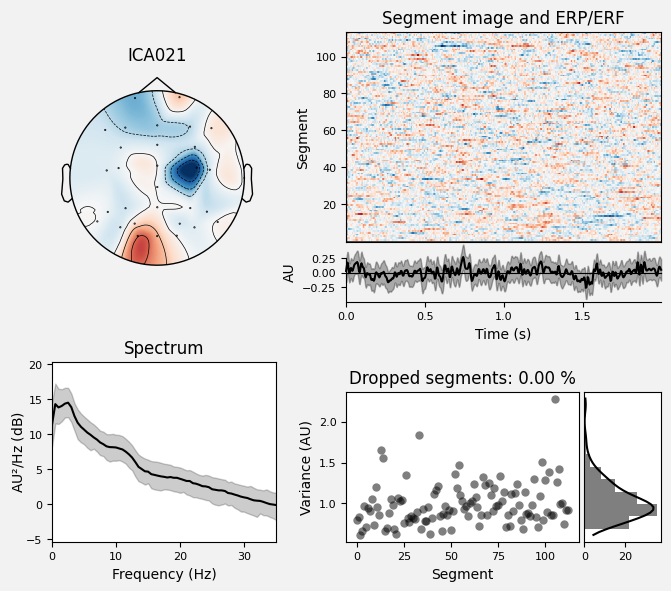 ICA021
Segment image and ERP/ERF
Segment
100
80
60
40
20
AU
0.25
0.00
−0.25
0.0 0.5 1.0 1.5
Time (s)
Spectrum
AU²/Hz (dB)
20
15
10
5
0
−5
0 10 20 30
Frequency (Hz)
Dropped segments: 0.00 %
Variance (AU)
2.0
1.5
1.0
0 25 50 75 100
Segment
0 20